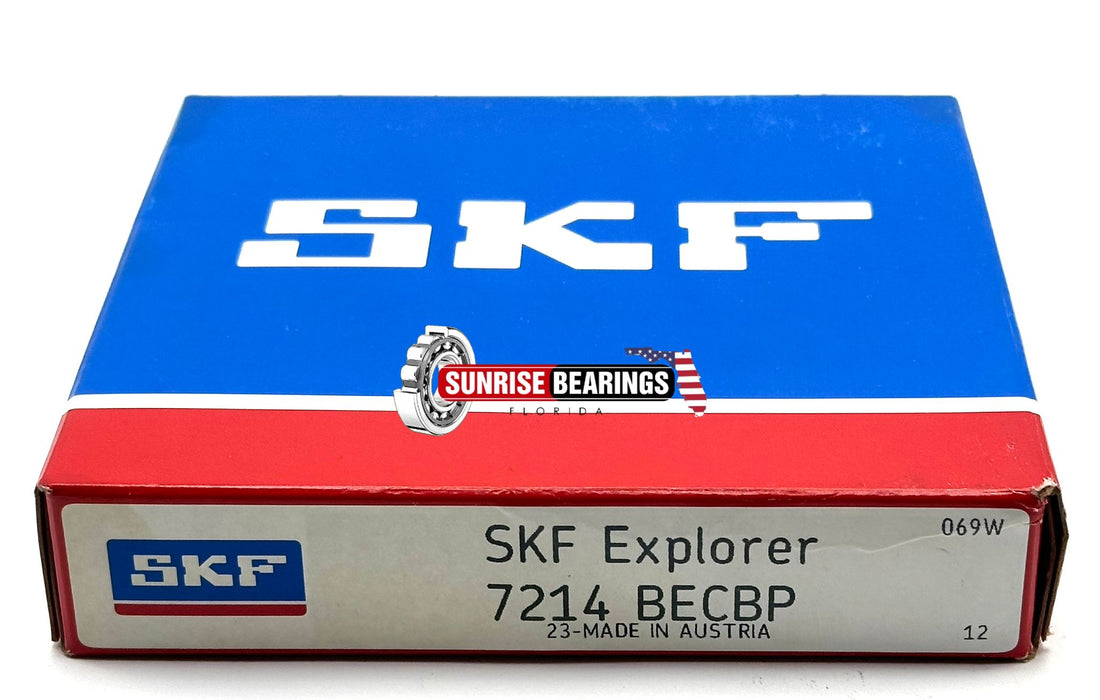 SKF
SUNRISE BEARINGS
FLORIDA
069W
SKF
SKF Explorer
7214 BECBP
23-MADE IN AUSTRIA
12